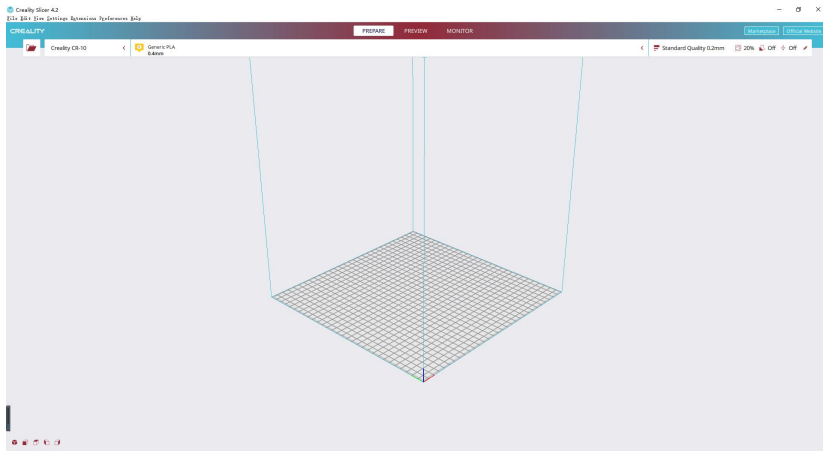 Creality Slicer 4.2
File Edit View Settings Extensions Preferences Help
CREALITY PREPARE PREVIEW MONITOR Marketplace Official Website
Creality CR-10 Generic PLA Standard Quality 0.2mm 20% Off Off
0.4mm